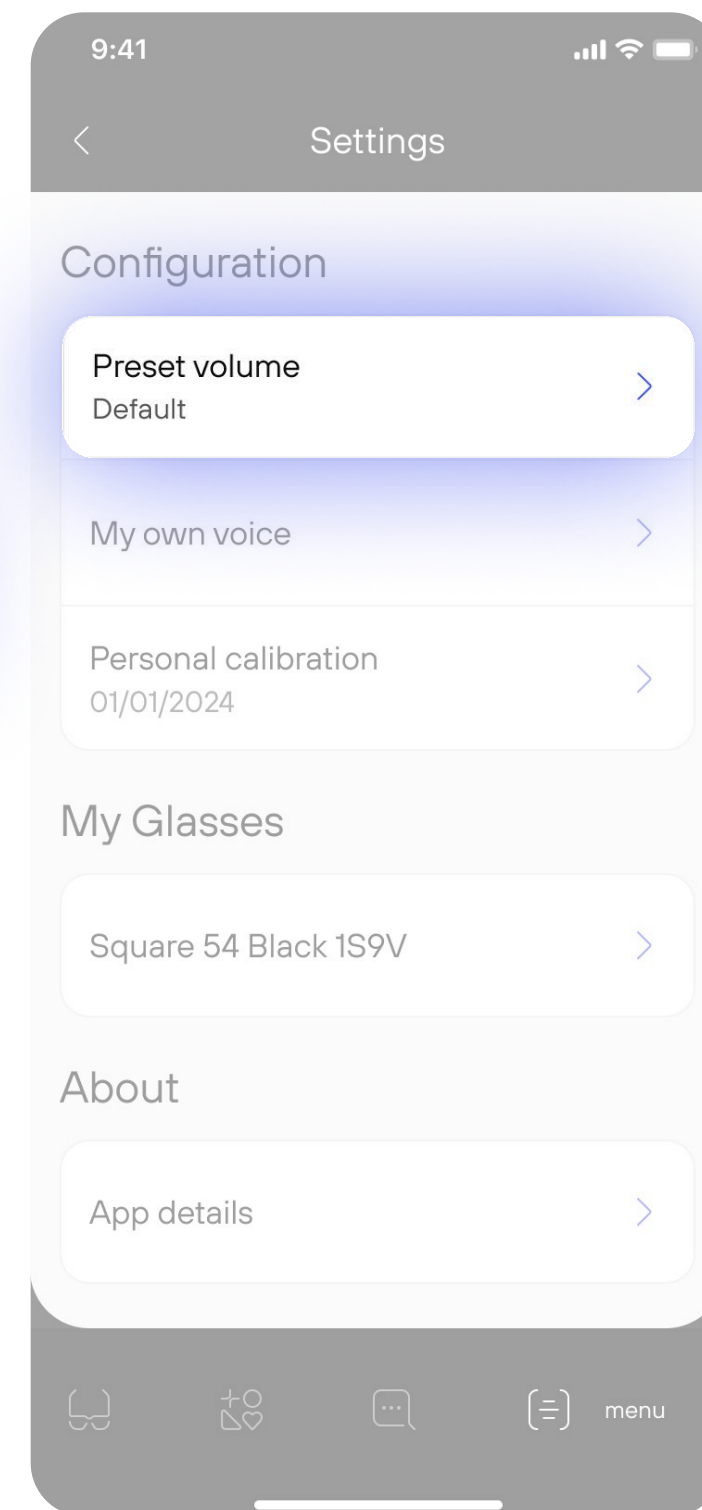 9:41
Settings
Configuration
Preset volume
Default
My own voice
Personal calibration
01/01/2024
My Glasses
Square 54 Black 1S9V
About
App details
menu